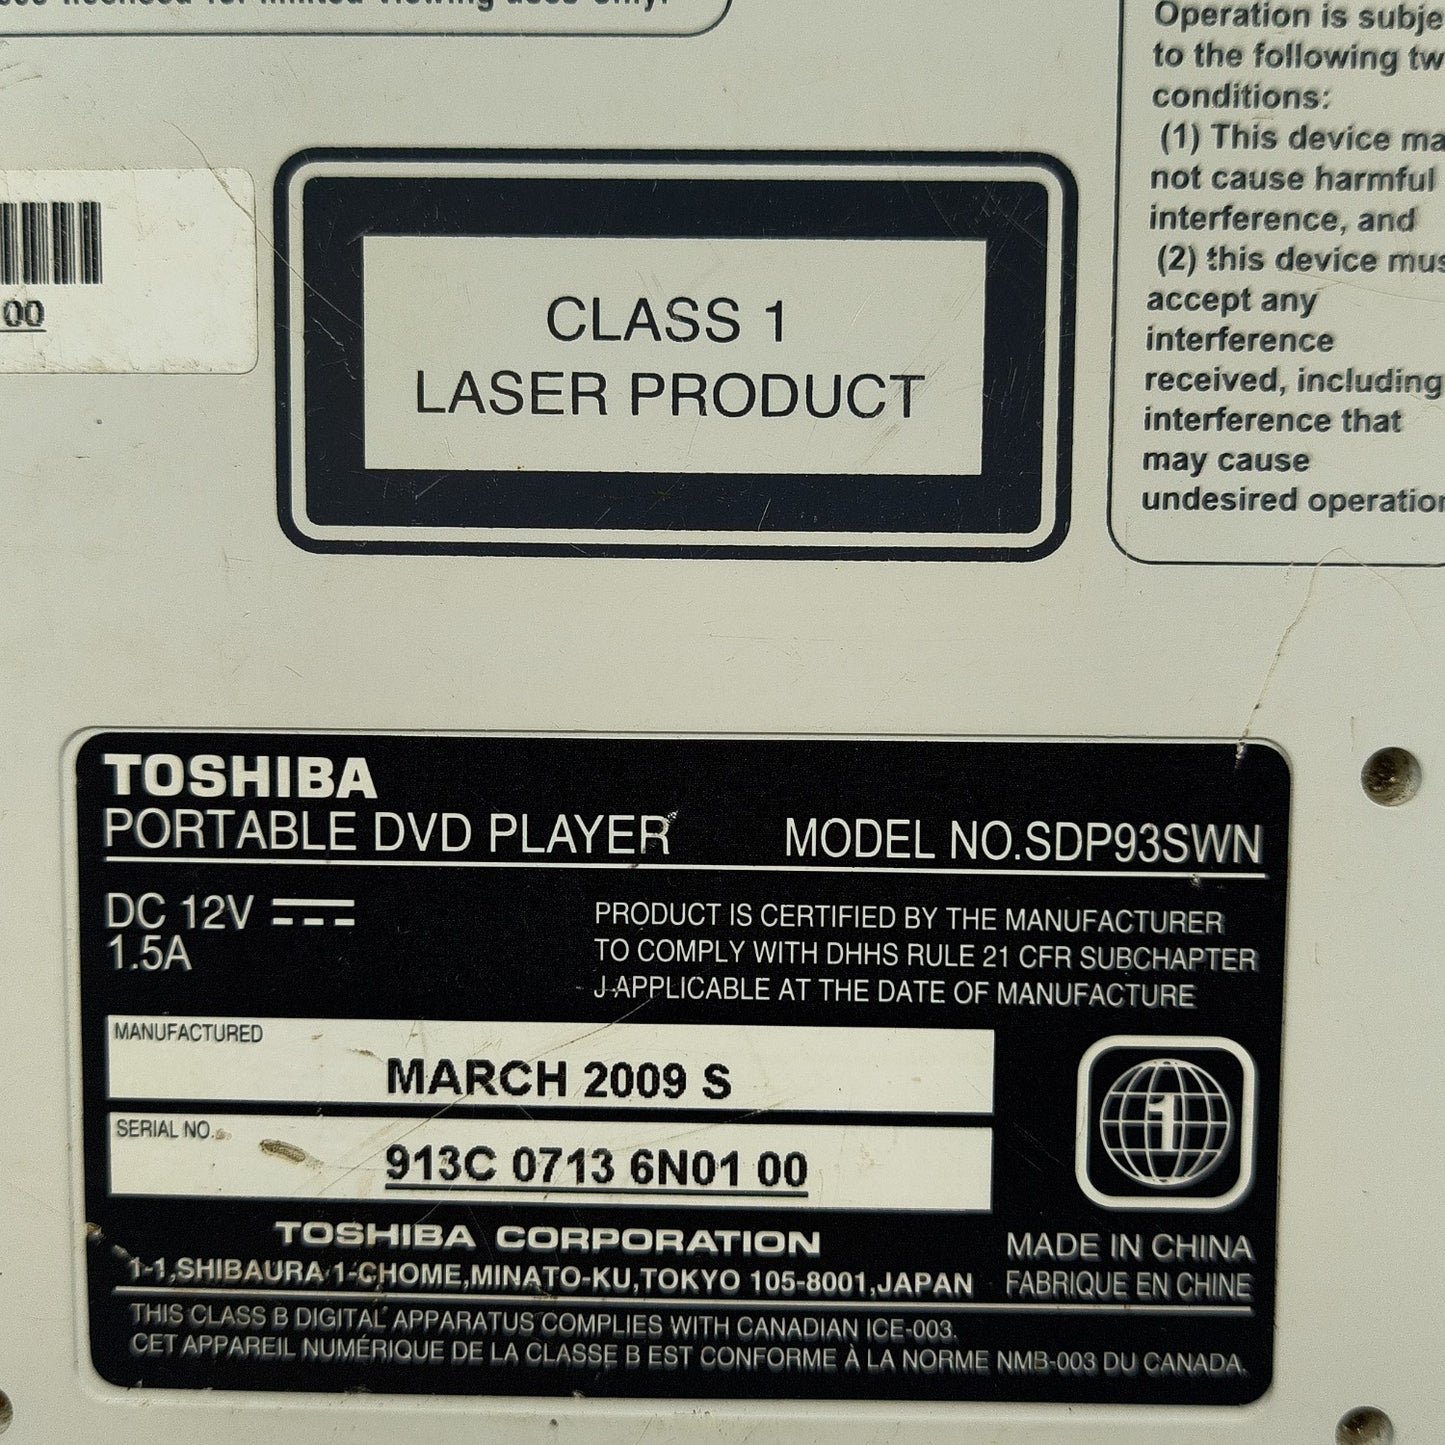 licensed for limited viewing uses only.
Operation is
to the following
conditions:
(1) This device
not cause harmful
interference, and
(2) this device
accept any
interference
received, including
interference that
may cause
undesired
00
CLASS 1
LASER PRODUCT
TOSHIBA
PORTABLE DVD PLAYER
MODEL NO.SDP93SWN
DC 12V
1.5A
PRODUCT IS CERTIFIED BY THE MANUFACTURER
TO COMPLY WITH DHHS RULE 21 CFR SUBCHAPTER
J APPLICABLE AT THE DATE OF MANUFACTURE
MANUFACTURED
MARCH 2009 S
SERIAL NO.
913C 0713 6N01 00
1
TOSHIBA CORPORATION
1-1,SHIBAURA 1-CHOME,MINATO-KU,TOKYO 105-8001,JAPAN
MADE IN CHINA
FABRIQUE EN CHINE
THIS CLASS B DIGITAL APPARATUS COMPLIES WITH CANADIAN ICE-003.
CET APPAREIL NUMÉRIQUE DE LA CLASSE B EST CONFORME À LA NORME NMB-003 DU CANADA.